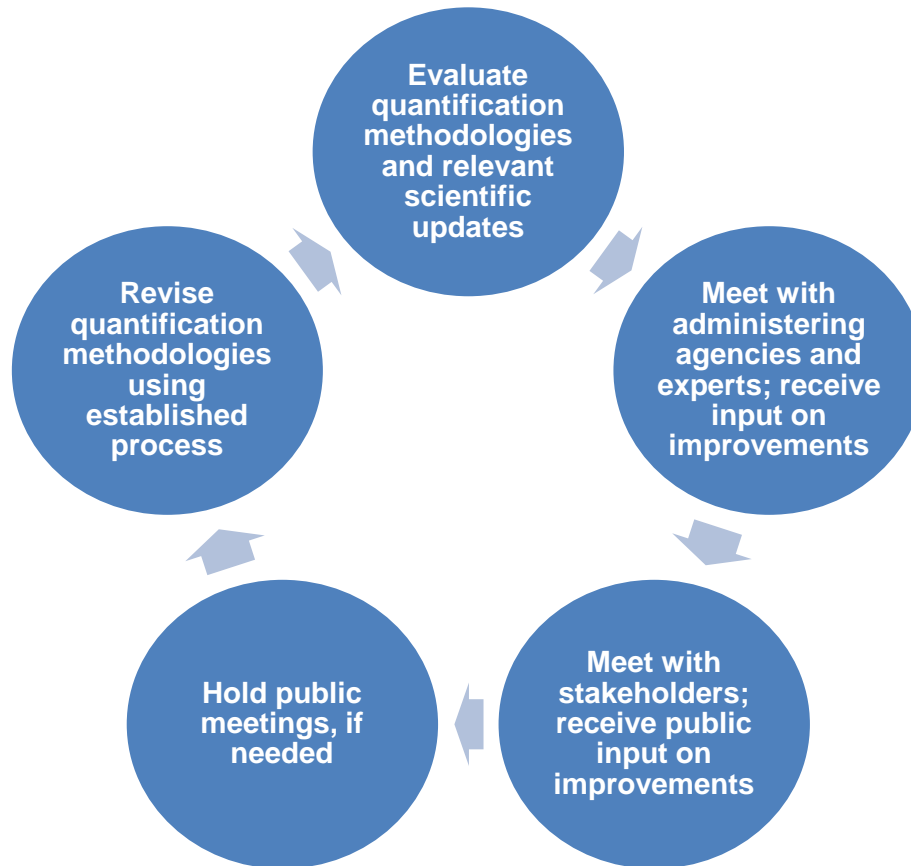 Evaluate
quantification
methodologies
and relevant
scientific
updates
Meet with
administering
agencies and
experts; receive
input on
improvements
Meet with
stakeholders;
receive public
input on
improvements
Hold public
meetings, if
needed
Revise
quantification
methodologies
using
established
process